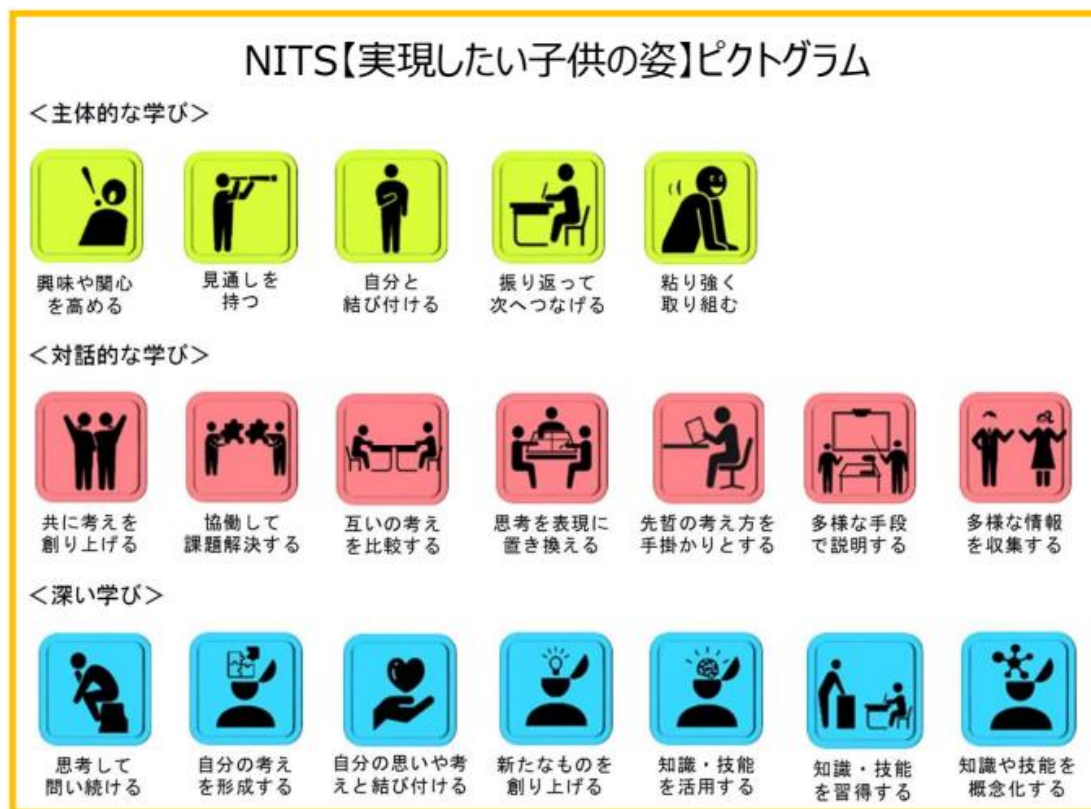 NITS【実現したい子供の姿】ピクトグラム
＜主体的な学び＞
興味や関心
を高める
見通しを
持つ
自分と
結び付ける
振り返って
次へつなげる
粘り強く
取り組む
＜対話的な学び＞
共に考えを
創り上げる
協働して
課題解決する
互いの考え
を比較する
思考を表現に
置き換える
先哲の考え方を
手掛かりとする
多様な手段
で説明する
多様な情報
を収集する
＜深い学び＞
思考して
問い続ける
自分の考え
を形成する
自分の思いや考
えと結び付ける
新たなものを
創り上げる
知識・技能
を活用する
知識・技能
を習得する
知識や技能を
概念化する